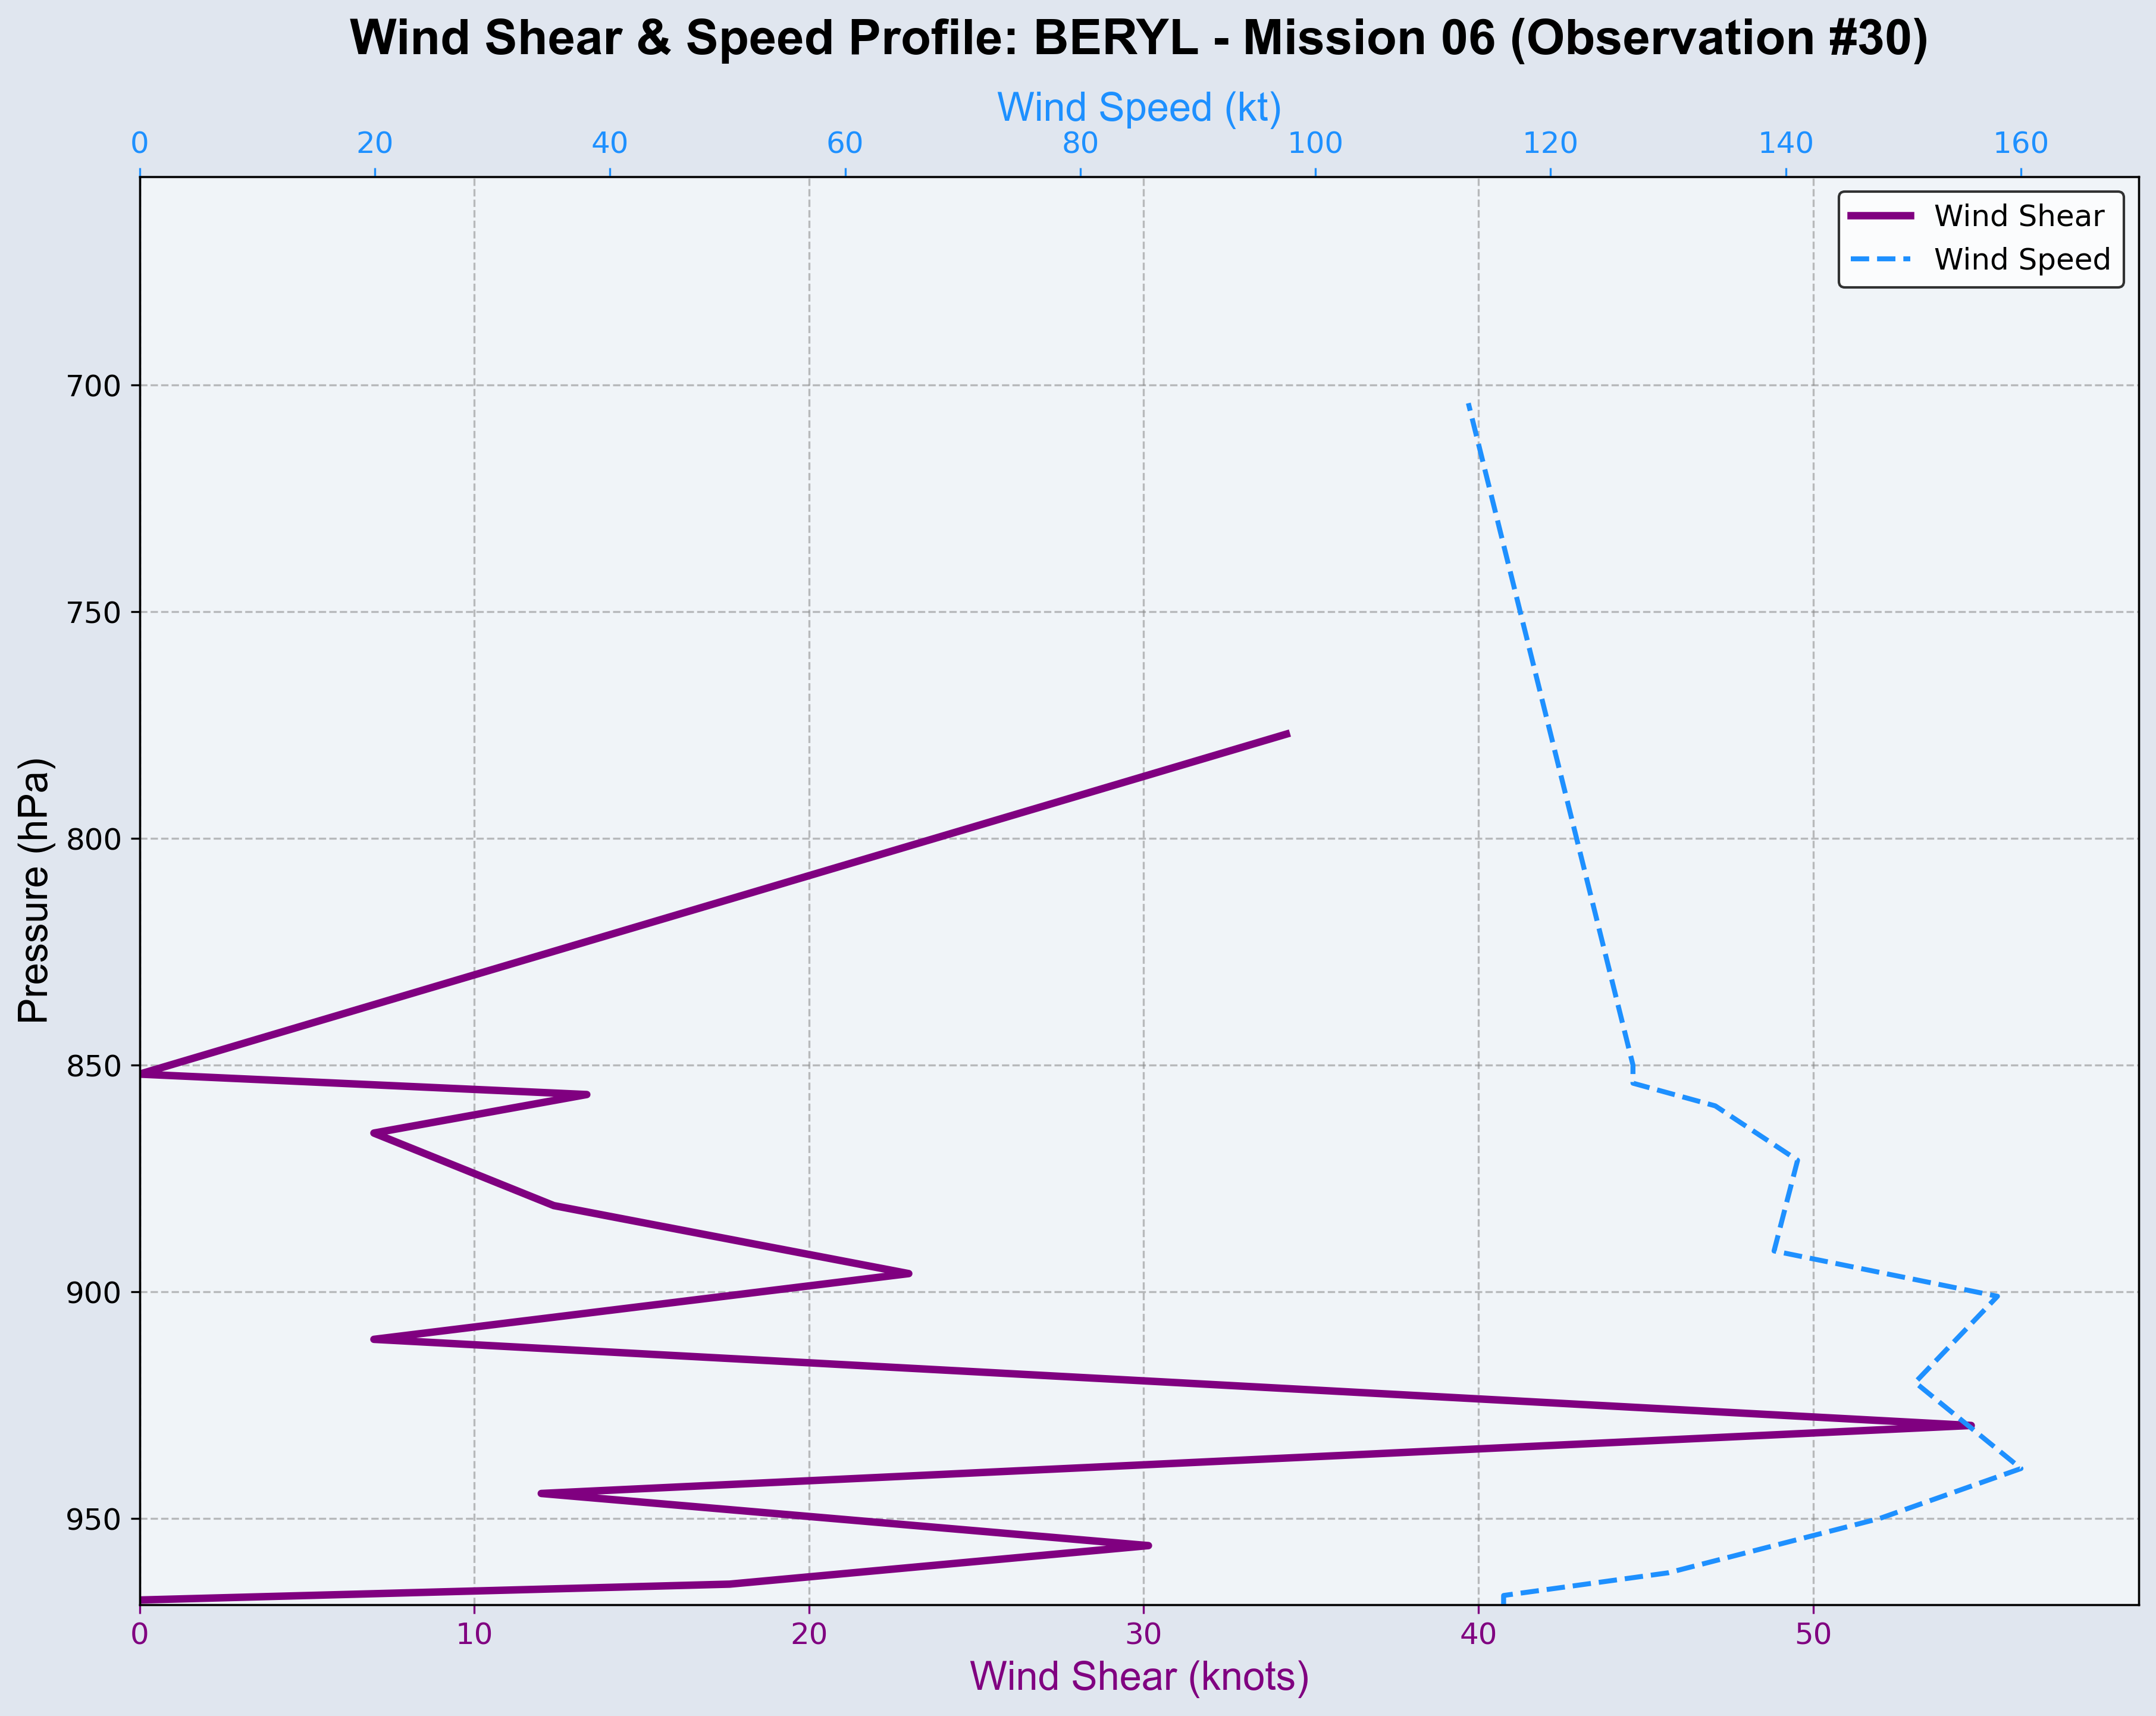 Wind Shear & Speed Profile: BERYL - Mission 06 (Observation #30)
Wind Speed (kt)
0 20 40 60 80 100 120 140 160
Wind Shear
Wind Speed
700
750
800
850
900
950
Pressure (hPa)
0 10 20 30 40 50
Wind Shear (knots)